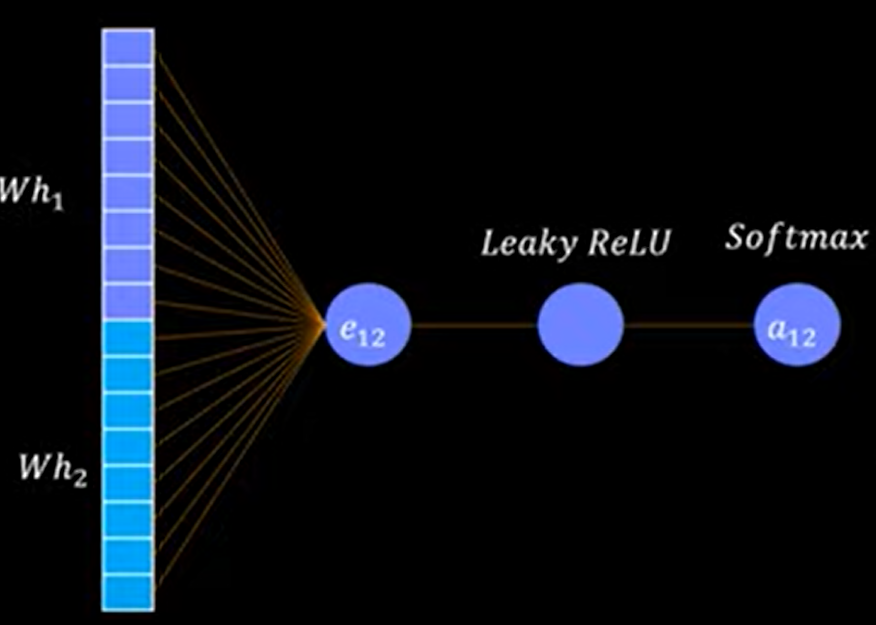 Wh₁
Leaky ReLU
Softmax
e₁₂
a₁₂
Wh₂